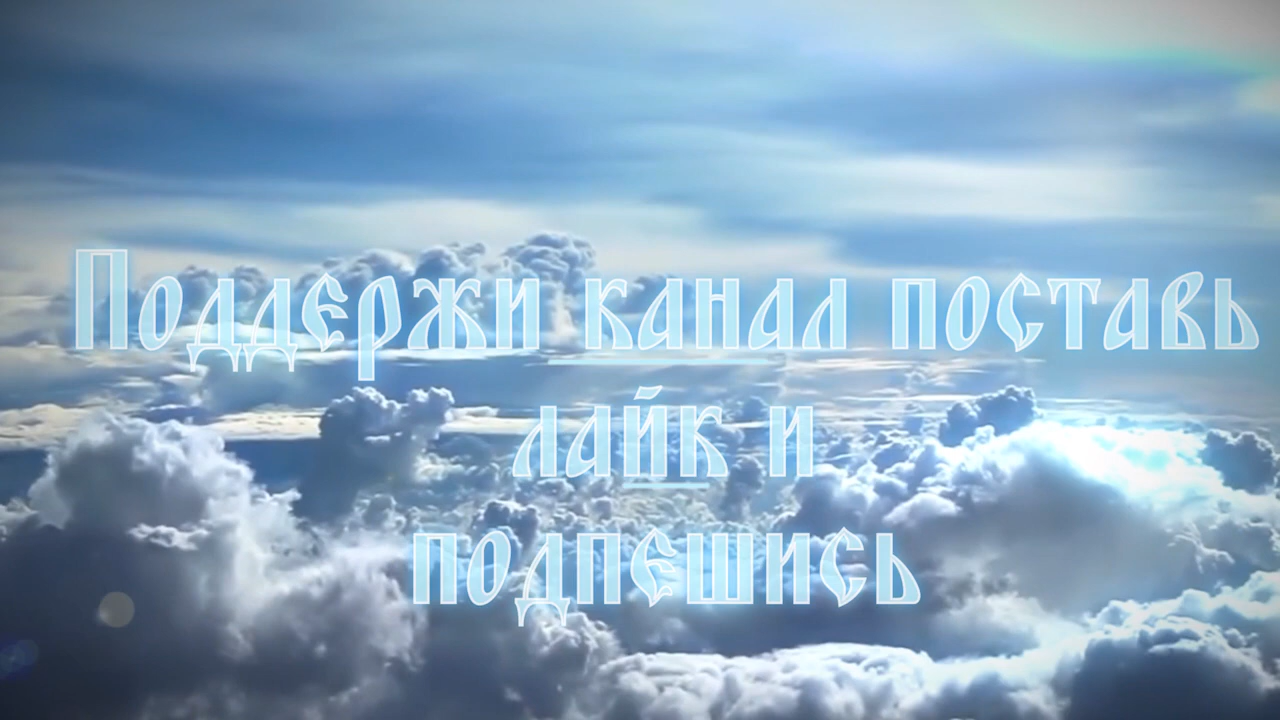 Поддержи канал поставь
лайк и
подпешись